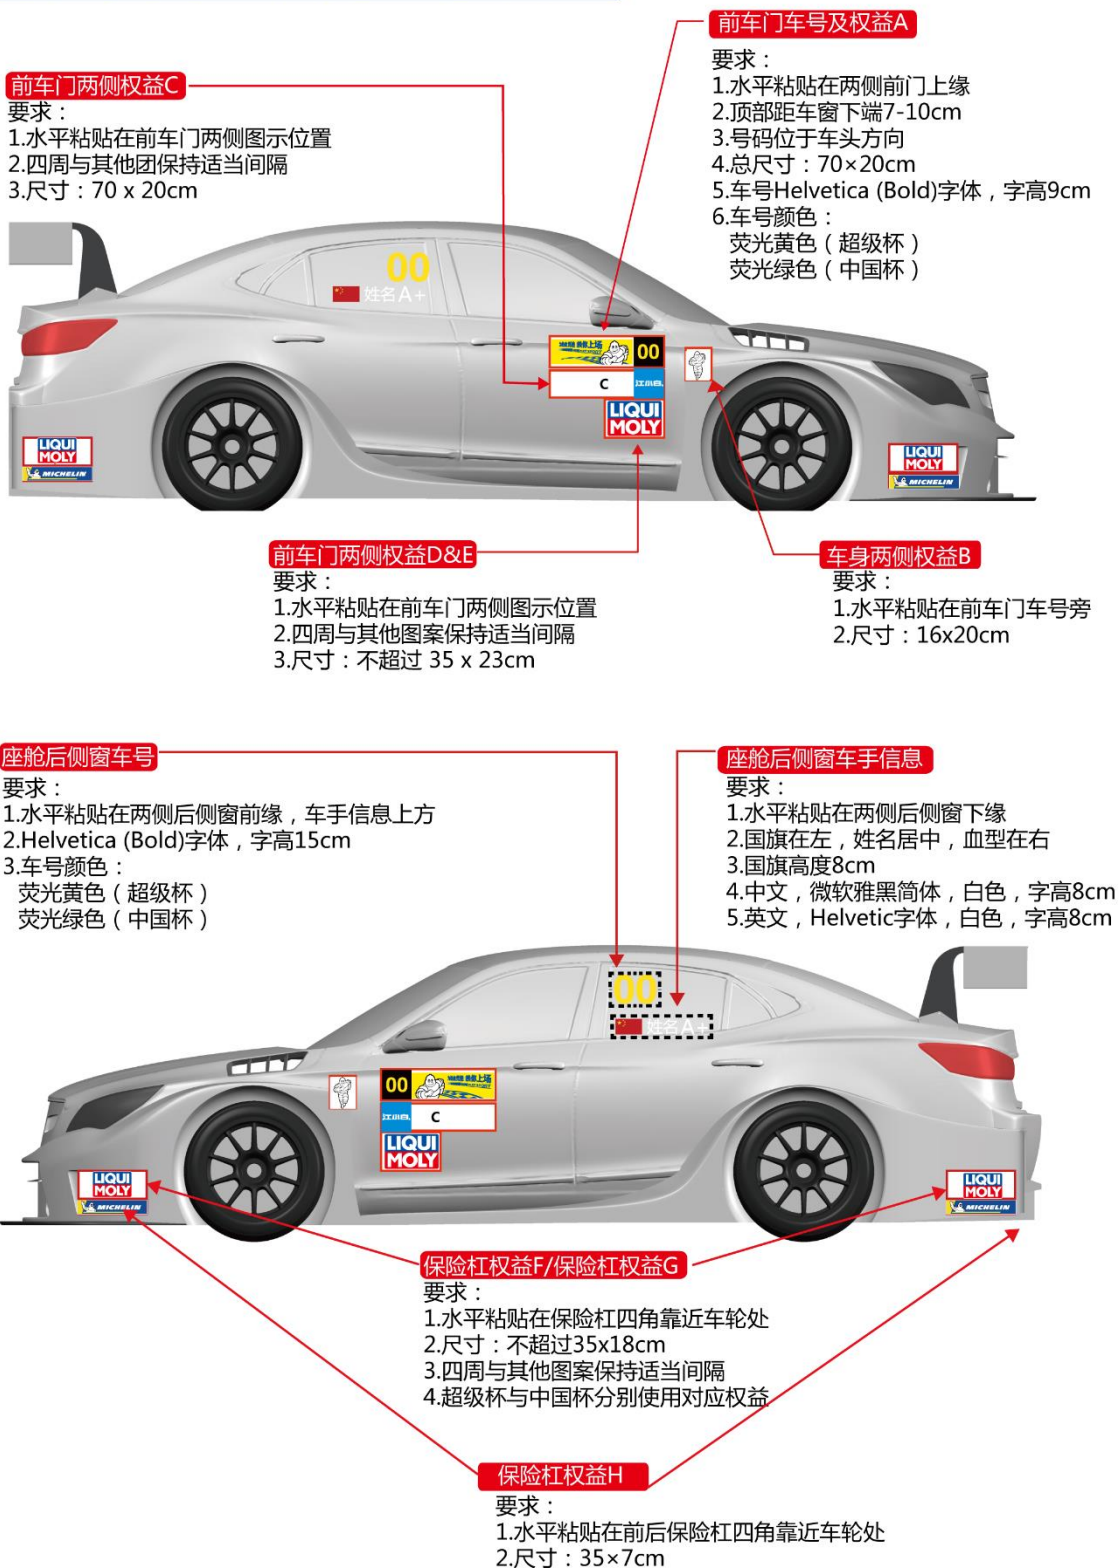 前车门车号及权益A
要求：
1.水平粘贴在两侧前门上缘
2.顶部距车窗下端7-10cm
3.号码位于车头方向
4.总尺寸：70×20cm
5.车号Helvetica (Bold)字体，字高9cm
6.车号颜色：
荧光黄色（超级杯）
荧光绿色（中国杯）
前车门两侧权益C
要求：
1.水平粘贴在前车门两侧图示位置
2.四周与其他团保持适当间隔
3.尺寸：70 x 20cm
00
姓名A+
00
C 江小白
LIQUI
MOLY
LIQUI
MOLY
MICHELIN
LIQUI
MOLY
MICHELIN
前车门两侧权益D&E
要求：
1.水平粘贴在前车门两侧图示位置
2.四周与其他图案保持适当间隔
3.尺寸：不超过 35 x 23cm
车身两侧权益B
要求：
1.水平粘贴在前车门车号旁
2.尺寸：16x20cm
座舱后侧窗车号
要求：
1.水平粘贴在两侧后侧窗前缘，车手信息上方
2.Helvetica (Bold)字体，字高15cm
3.车号颜色：
荧光黄色（超级杯）
荧光绿色（中国杯）
座舱后侧窗车手信息
要求：
1.水平粘贴在两侧后侧窗下缘
2.国旗在左，姓名居中，血型在右
3.国旗高度8cm
4.中文，微软雅黑简体，白色，字高8cm
5.英文，Helvetic字体，白色，字高8cm
00
姓名A+
00
江小白 C
LIQUI
MOLY
LIQUI
MOLY
MICHELIN
LIQUI
MOLY
MICHELIN
保险杠权益F/保险杠权益G
要求：
1.水平粘贴在保险杠四角靠近车轮处
2.尺寸：不超过35x18cm
3.四周与其他图案保持适当间隔
4.超级杯与中国杯分别使用对应权益
保险杠权益H
要求：
1.水平粘贴在前后保险杠四角靠近车轮处
2.尺寸：35×7cm